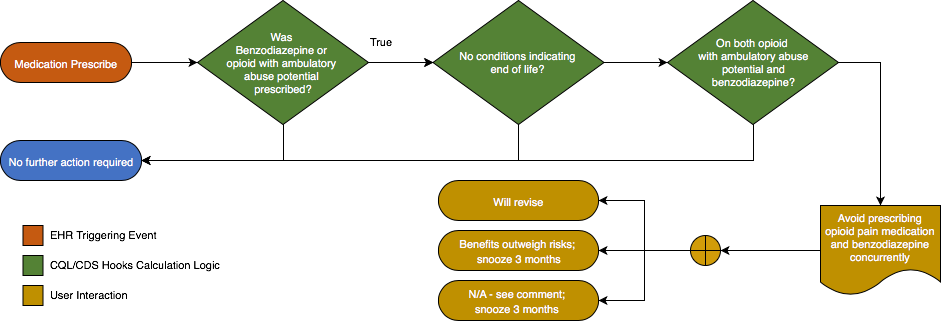 Medication Prescribe
Was
Benzodiazepine or
opioid with ambulatory
abuse potential
prescribed?
True
No conditions indicating
end of life?
On both opioid
with ambulatory abuse
potential and
benzodiazepine?
No further action required
Will revise
Benefits outweigh risks;
snooze 3 months
N/A - see comment;
snooze 3 months
Avoid prescribing
opioid pain medication
and benzodiazepine
concurrently
EHR Triggering Event
CQL/CDS Hooks Calculation Logic
User Interaction